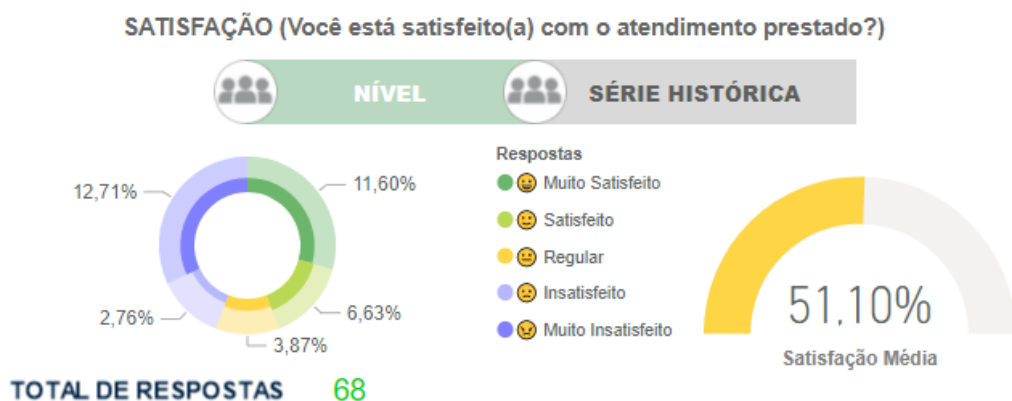 SATISFAÇÃO (Você está satisfeito(a) com o atendimento prestado?)
NÍVEL
SÉRIE HISTÓRICA
12,71%
11,60%
6,63%
3,87%
2,76%
Respostas
Muito Satisfeito
Satisfeito
Regular
Insatisfeito
Muito Insatisfeito
51,10%
Satisfação Média
TOTAL DE RESPOSTAS 68